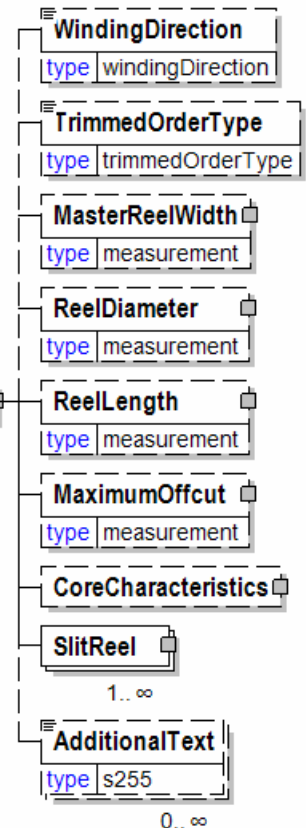 WindingDirection
type windingDirection
TrimmedOrderType
type trimmedOrderType
MasterReelWidth
type measurement
ReelDiameter
type measurement
ReelLength
type measurement
MaximumOffcut
type measurement
CoreCharacteristics
SlitReel
1.. ∞
AdditionalText
type s255
0.. ∞